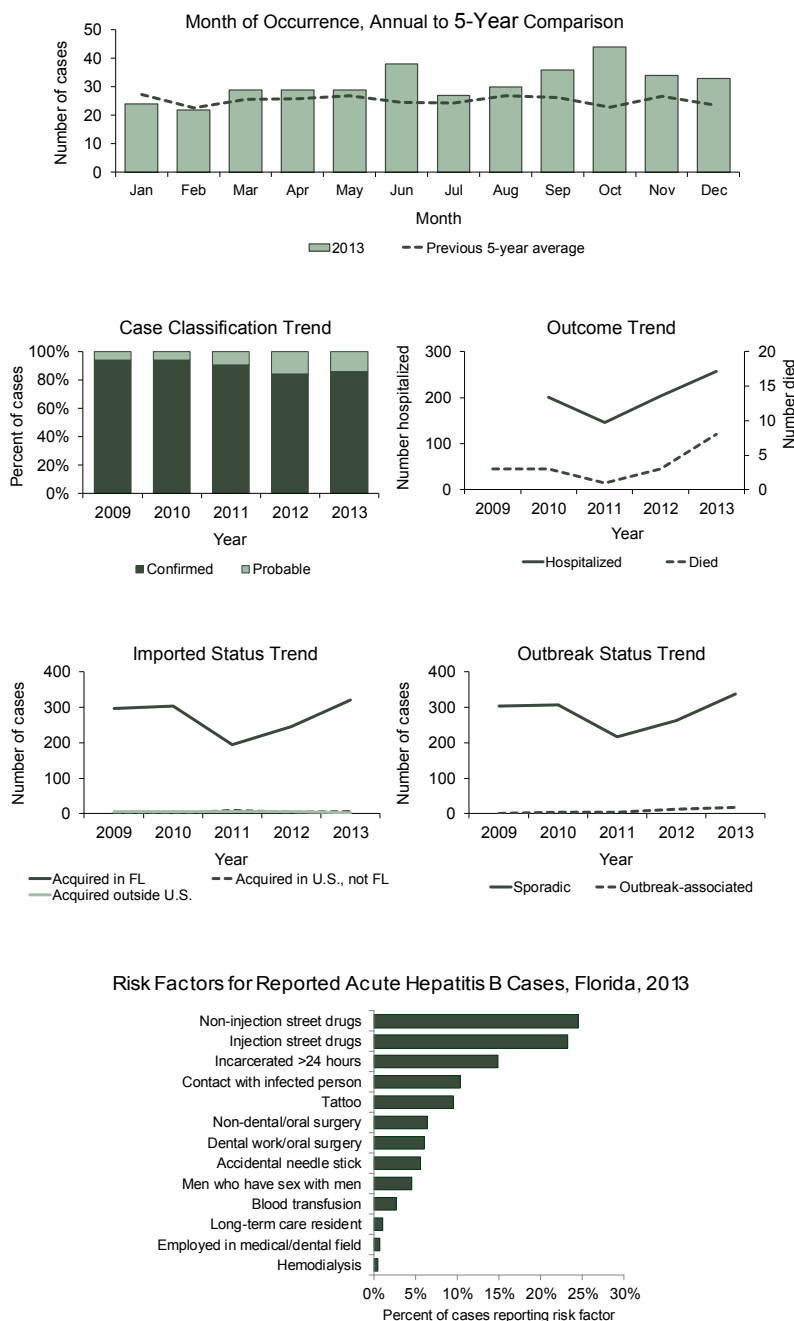 Month of Occurrence, Annual to 5-Year Comparison
50
40
30
20
10
0
Number of cases
Jan Feb Mar Apr May Jun Jul Aug Sep Oct Nov Dec
Month
2013 Previous 5-year average
Case Classification Trend
100%
80%
60%
40%
20%
0%
Percent of cases
2009 2010 2011 2012 2013
Year
Confirmed Probable
Outcome Trend
300
200
100
0
Number hospitalized
20
15
10
5
0
Number died
2009 2010 2011 2012 2013
Year
Hospitalized Died
Imported Status Trend
400
300
200
100
0
Number of cases
2009 2010 2011 2012 2013
Year
Acquired in FL Acquired in U.S., not FL
Acquired outside U.S.
Outbreak Status Trend
400
300
200
100
0
Number of cases
2009 2010 2011 2012 2013
Year
Sporadic Outbreak-associated
Risk Factors for Reported Acute Hepatitis B Cases, Florida, 2013
Non-injection street drugs
Injection street drugs
Incarcerated >24 hours
Contact with infected person
Tattoo
Non-dental/oral surgery
Dental work/oral surgery
Accidental needle stick
Men who have sex with men
Blood transfusion
Long-term care resident
Employed in medical/dental field
Hemodialysis
0% 5% 10% 15% 20% 25% 30%
Percent of cases reporting risk factor